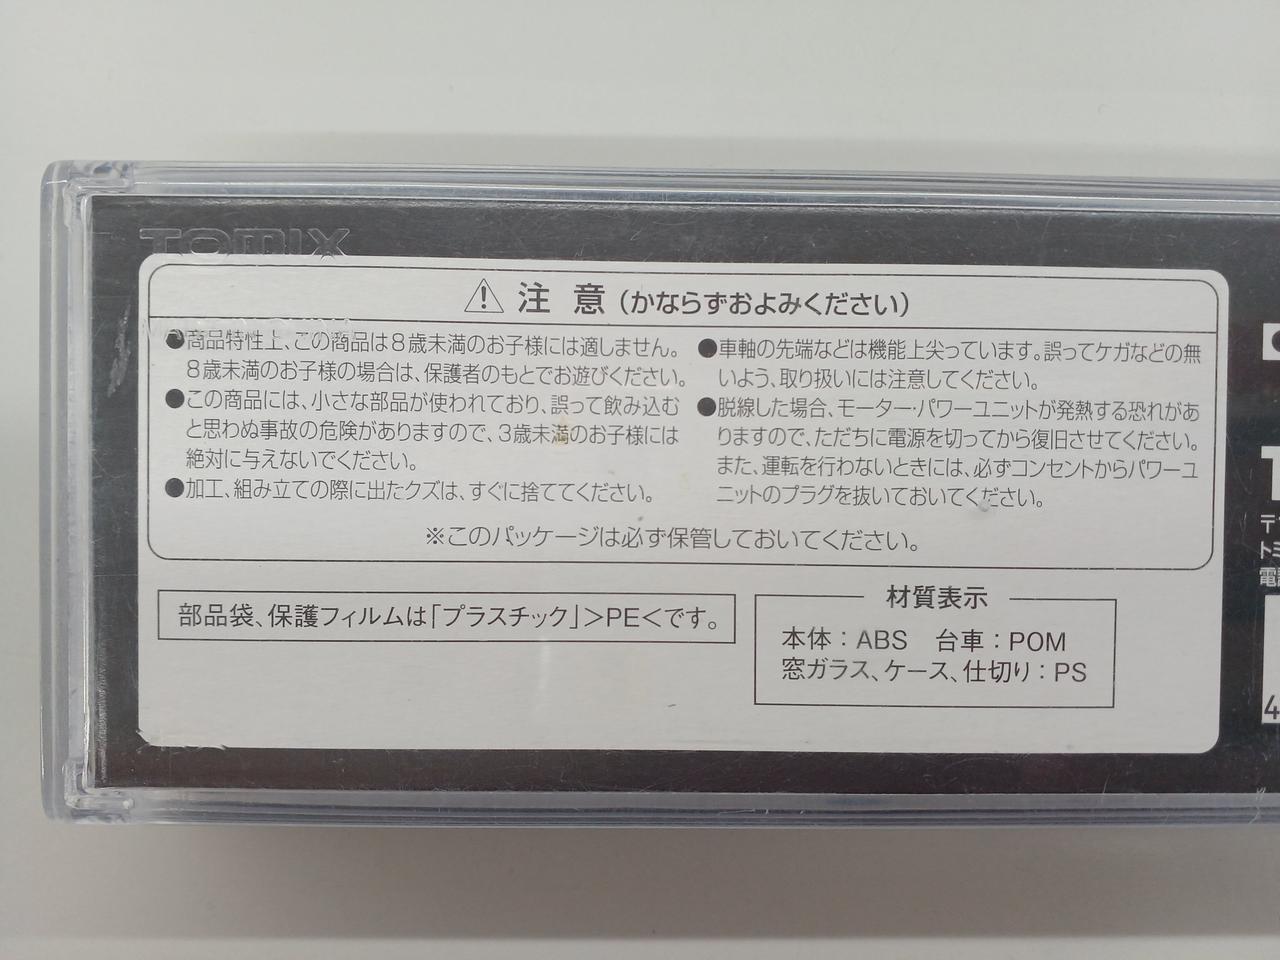 TOMIX
⚠ 注 意 (かならずおよみください)
●商品特性上、この商品は8歳未満のお子様には適しません。
8歳未満のお子様の場合は、保護者のもとでお遊びください。
●この商品には、小さな部品が使われており、誤って飲み込む
と思わぬ事故の危険がありますので、3歳未満のお子様には
絶対に与えないでください。
●加工、組み立ての際に出たクズは、すぐに捨ててください。
●車軸の先端などは機能上尖っています。誤ってケガなどの無
いよう、取り扱いには注意してください。
●脱線した場合、モーター・パワーユニットが発熱する恐れがあ
りますので、ただちに電源を切ってから復旧させてください。
また、運転を行わないときには、必ずコンセントからパワーユ
ニットのプラグを抜いておいてください。
※このパッケージは必ず保管しておいてください。
部品袋、保護フィルムは「プラスチック」>PE<です。
材質表示
本体:ABS 台車:POM
窓ガラス、ケース、仕切り:PS